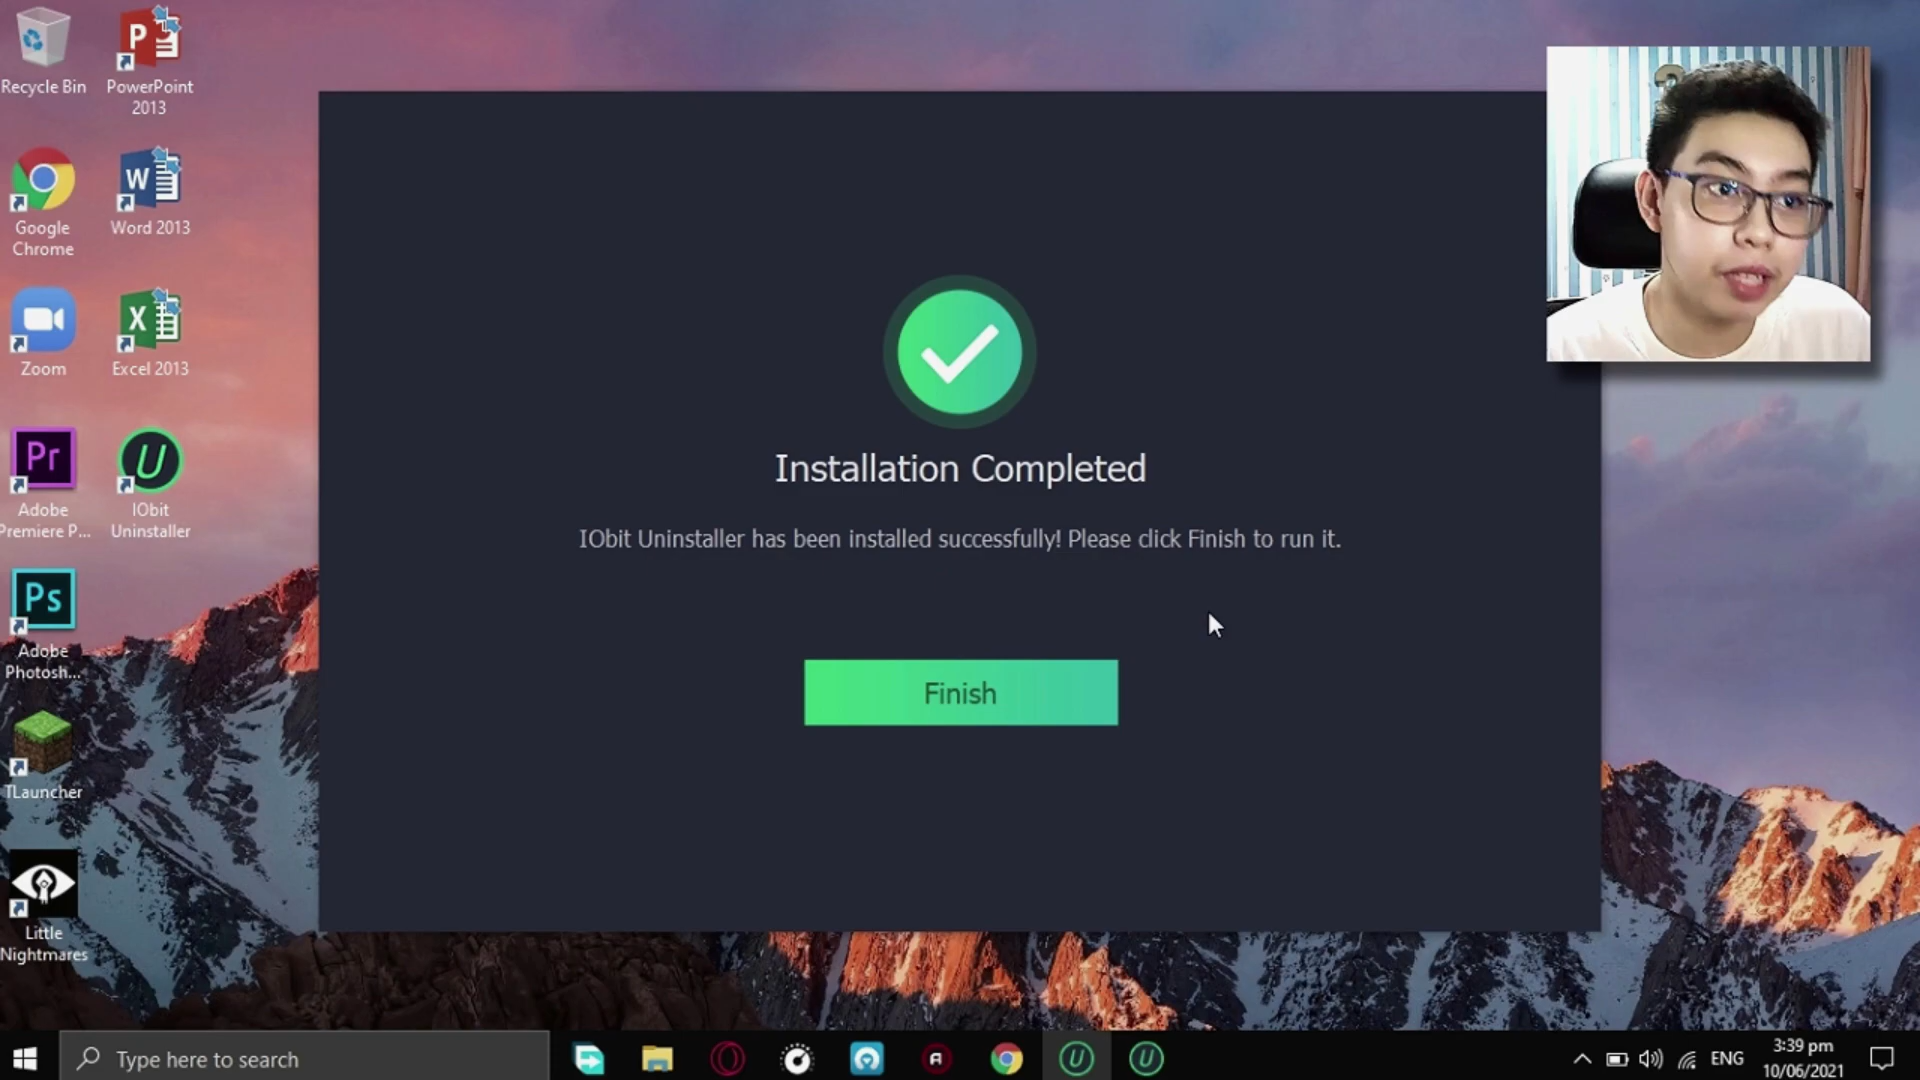 Recycle Bin
PowerPoint
2013
Google
Chrome
Word 2013
Zoom
Excel 2013
Pr
Adobe
Premiere P...
IObit
Uninstaller
Ps
Adobe
Photosh...
TLauncher
Little
Nightmares
Installation Completed
IObit Uninstaller has been installed successfully! Please click Finish to run it.
Finish
Type here to search
ENG
3:39 pm
10/06/2021